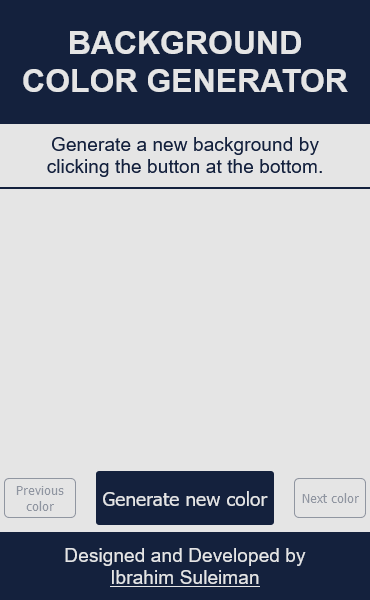 BACKGROUND
COLOR GENERATOR
Generate a new background by
clicking the button at the bottom.
Previous
color
Generate new color
Next color
Designed and Developed by
Ibrahim Suleiman